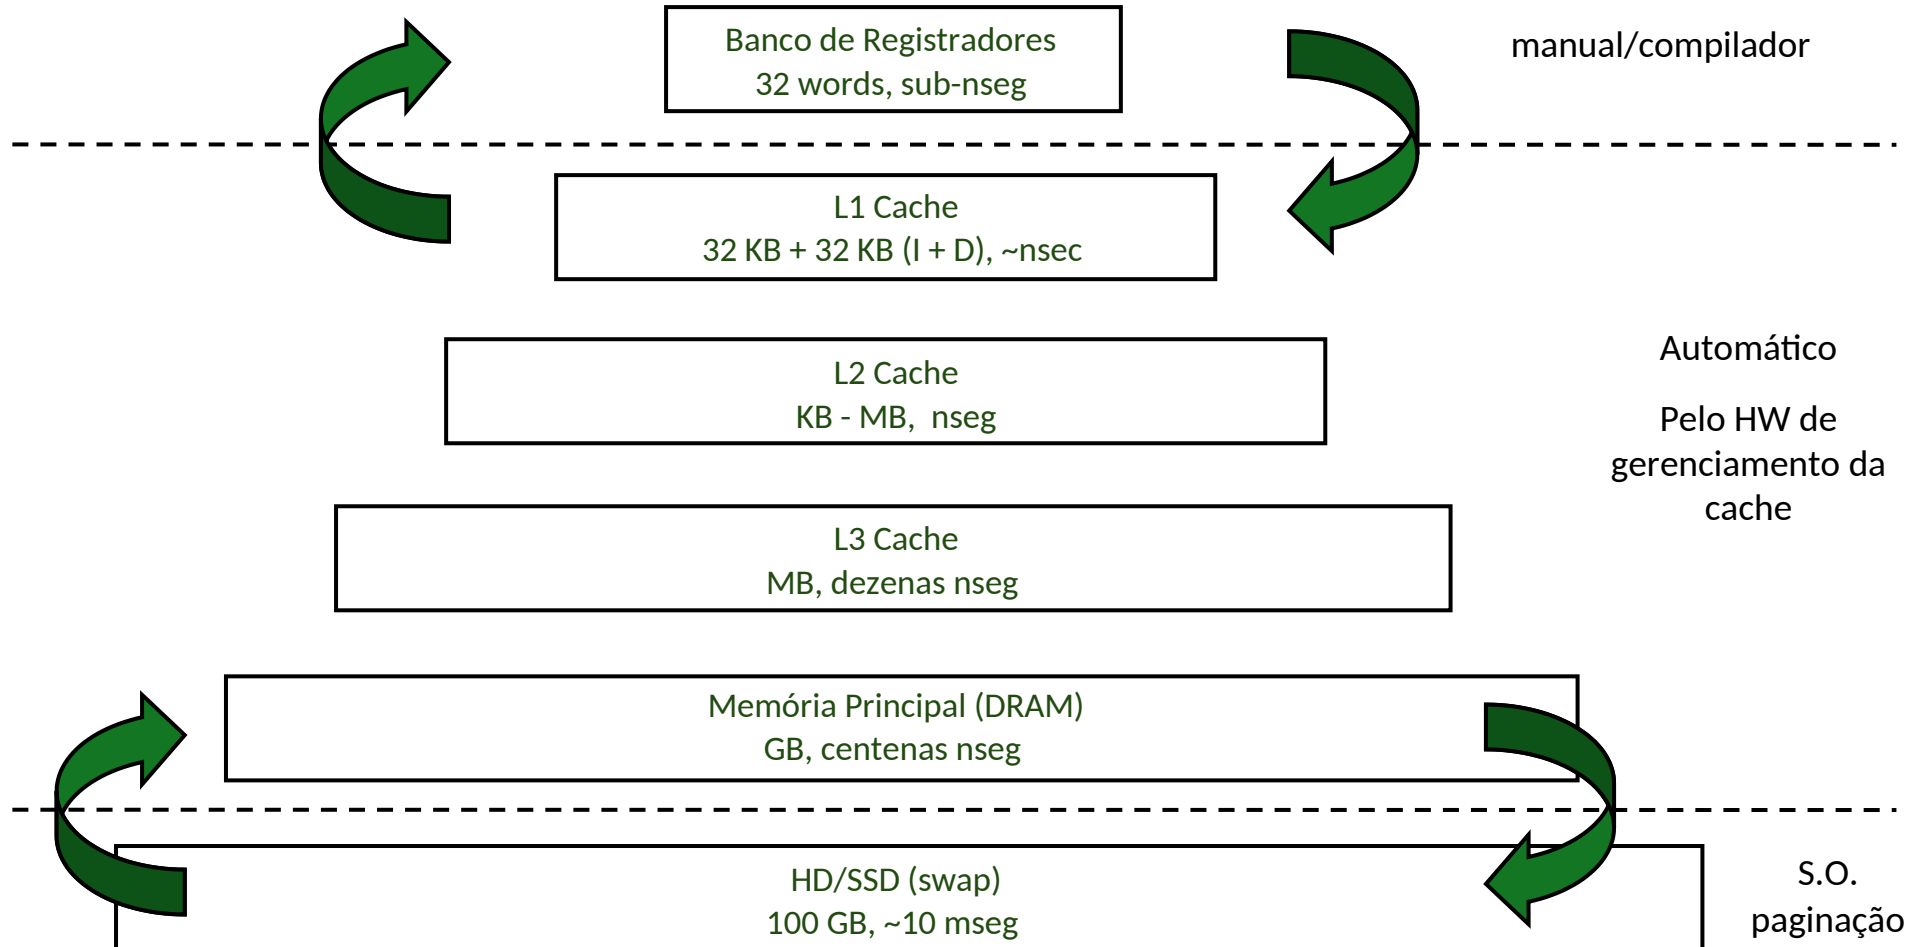 Banco de Registradores
32 words, sub-nseg
manual/compilador
L1 Cache
32 KB + 32 KB (I + D), ~nsec
L2 Cache
KB - MB,  nseg
Automático
Pelo HW de
gerenciamento da
cache
L3 Cache
MB, dezenas nseg
Memória Principal (DRAM)
GB, centenas nseg
HD/SSD (swap)
100 GB, ~10 mseg
S.O.
paginação